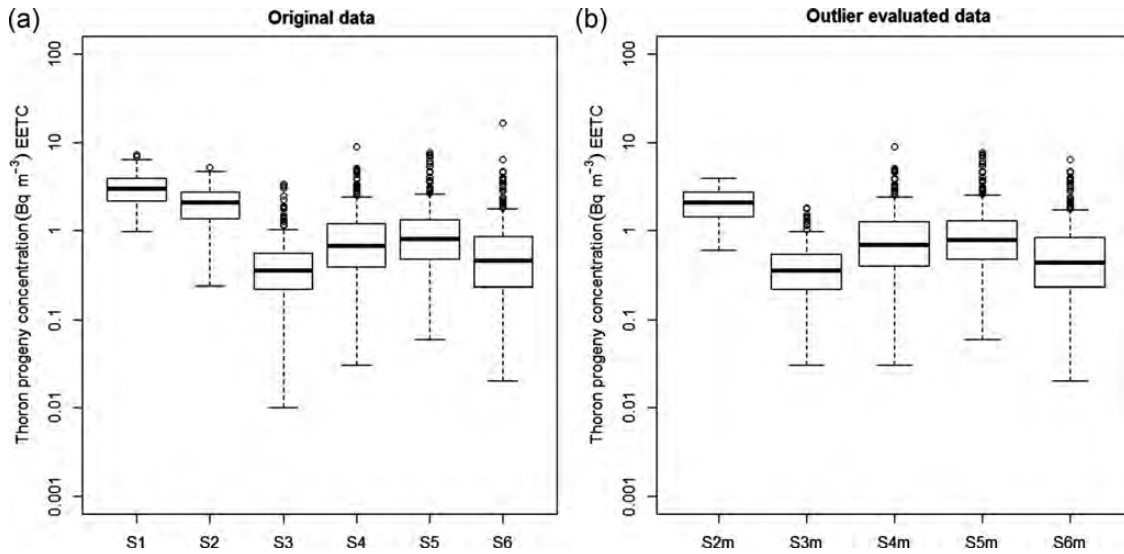 (a)
Original data
Thoron progeny concentration (Bq m⁻³) EETC
100
10
1
0.1
0.01
0.001
S1 S2 S3 S4 S5 S6
(b)
Outlier evaluated data
Thoron progeny concentration (Bq m⁻³) EETC
100
10
1
0.1
0.01
0.001
S2m S3m S4m S5m S6m